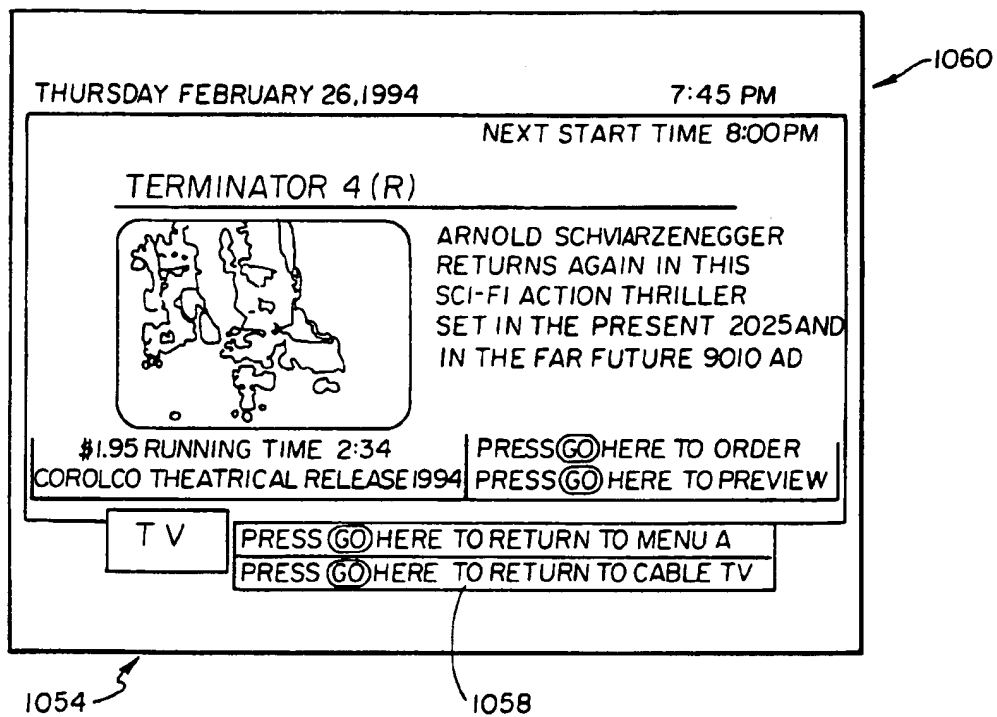 1060
THURSDAY FEBRUARY 26,1994 7:45 PM
NEXT START TIME 8:00PM
TERMINATOR 4 (R)
ARNOLD SCHVIARZENEGGER
RETURNS AGAIN IN THIS
SCI-FI ACTION THRILLER
SET IN THE PRESENT 2025 AND
IN THE FAR FUTURE 9010 AD
$1.95 RUNNING TIME 2:34
COROLCO THEATRICAL RELEASE 1994
PRESS GO HERE TO ORDER
PRESS GO HERE TO PREVIEW
TV
PRESS GO HERE TO RETURN TO MENU A
PRESS GO HERE TO RETURN TO CABLE TV
1054
1058